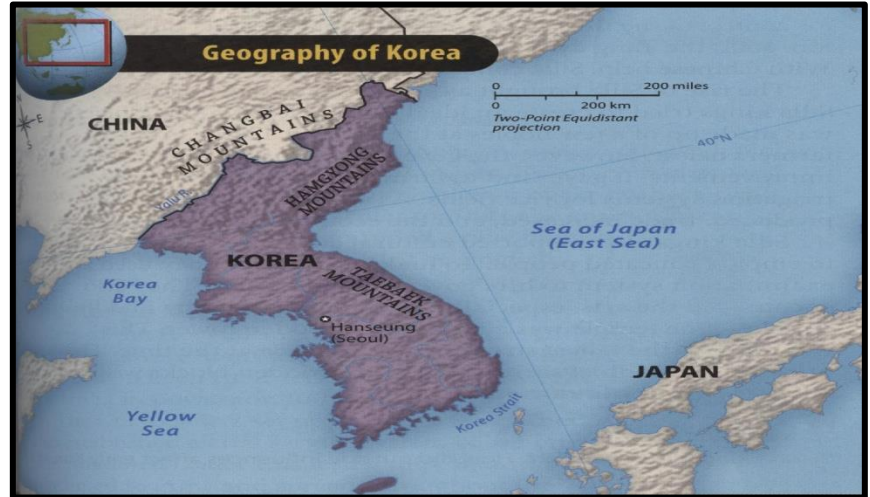 Geography of Korea
0
200 miles
0
200 km
Two-Point Equidistant
projection
E
S
CHINA
CHANGBAI
MOUNTAINS
40°N
HAMGYONG
MOUNTAINS
Yalu R.
Sea of Japan
(East Sea)
KOREA
Korea
Bay
TAEBAEK
MOUNTAINS
Hanseung
(Seoul)
JAPAN
Yellow
Sea
Korea Strait